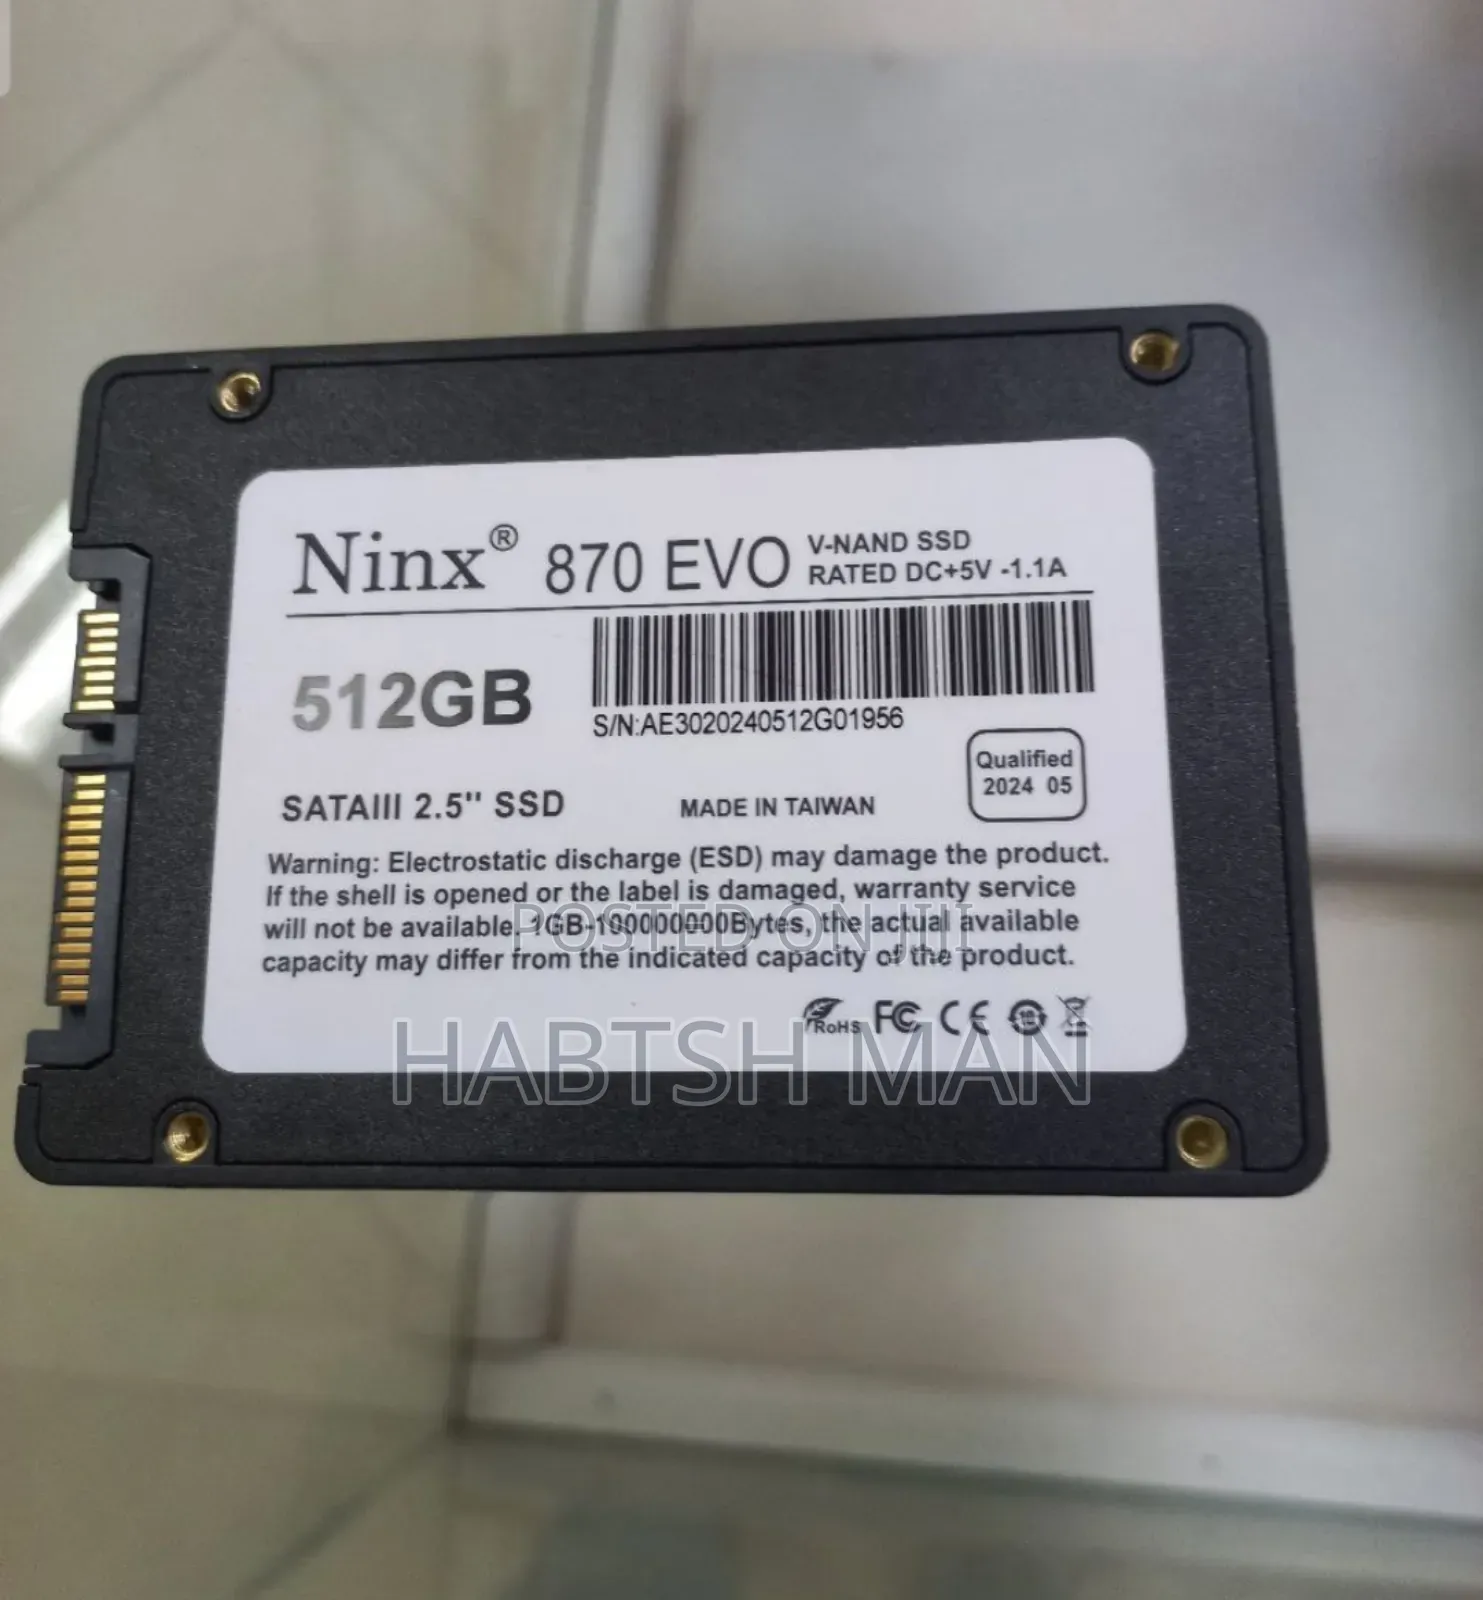 Ninx® 870 EVO V-NAND SSD
RATED DC+5V -1.1A
512GB
S/N:AE3020240512G01956
Qualified
2024 05
SATAIII 2.5" SSD
MADE IN TAIWAN
Warning: Electrostatic discharge (ESD) may damage the product.
If the shell is opened or the label is damaged, warranty service
will not be available. 1GB-100000000Bytes, the actual available
capacity may differ from the indicated capacity of the product.
RoHS FC CE 10
POSTED ON JIJI
HABTSH MAN